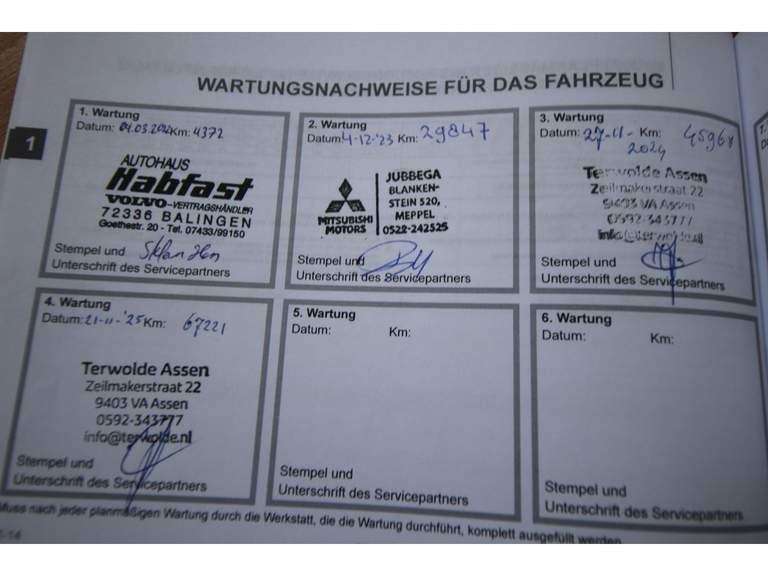 WARTUNGSNACHWEISE FÜR DAS FAHRZEUG
1
1. Wartung
Datum: Km: 4372
AUTOHAUS
Habfast
VOLVO-VERTRAGSHÄNDLER
72336 BALINGEN
Goethestr. 20 - Tel. 07433/99150
Stempel und
Unterschrift des Servicepartners
2. Wartung
Datum: 4-12-'23 Km: 29847
MITSUBISHI
MOTORS
JUBBEGA
BLANKEN-
STEIN 520,
MEPPEL
0522-242525
Stempel und
Unterschrift des Servicepartners
3. Wartung
Datum: 27-11- Km:
2024
Terwolde Assen
Zeilmakerstraat 22
9403 VA Assen
0592-343777
info@terwolde.nl
Stempel und
Unterschrift des Servicepartners
4. Wartung
Datum: 21-11-'25 Km: 67221
Terwolde Assen
Zeilmakerstraat 22
9403 VA Assen
0592-343777
info@terwolde.nl
Stempel und
Unterschrift des Servicepartners
5. Wartung
Datum: Km:
Stempel und
Unterschrift des Servicepartners
6. Wartung
Datum: Km:
Stempel und
Unterschrift des Servicepartners
Muss nach jeder planmäßigen Wartung durch die Werkstatt, die die Wartung durchführt, komplett ausgefüllt werden